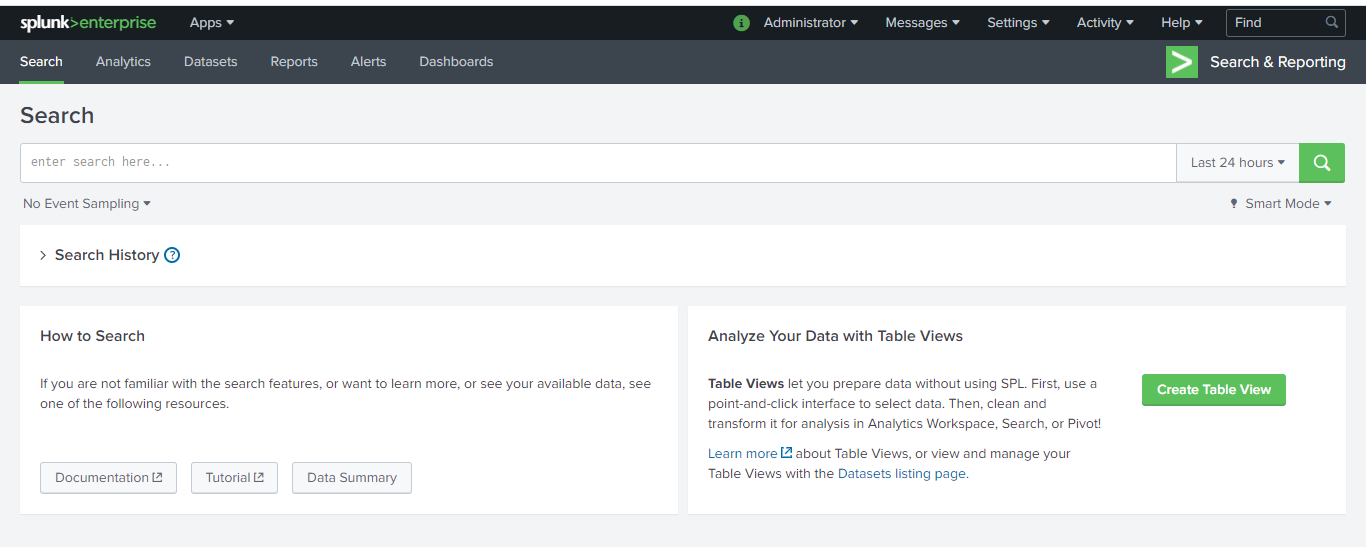 splunk>enterprise Apps Administrator Messages Settings Activity Help Find
Search Analytics Datasets Reports Alerts Dashboards Search & Reporting
Search
enter search here... Last 24 hours
No Event Sampling Smart Mode
Search History ?
How to Search
If you are not familiar with the search features, or want to learn more, or see your available data, see
one of the following resources.
Documentation Tutorial Data Summary
Analyze Your Data with Table Views
Table Views let you prepare data without using SPL. First, use a
point-and-click interface to select data. Then, clean and
transform it for analysis in Analytics Workspace, Search, or Pivot!
Learn more about Table Views, or view and manage your
Table Views with the Datasets listing page.
Create Table View